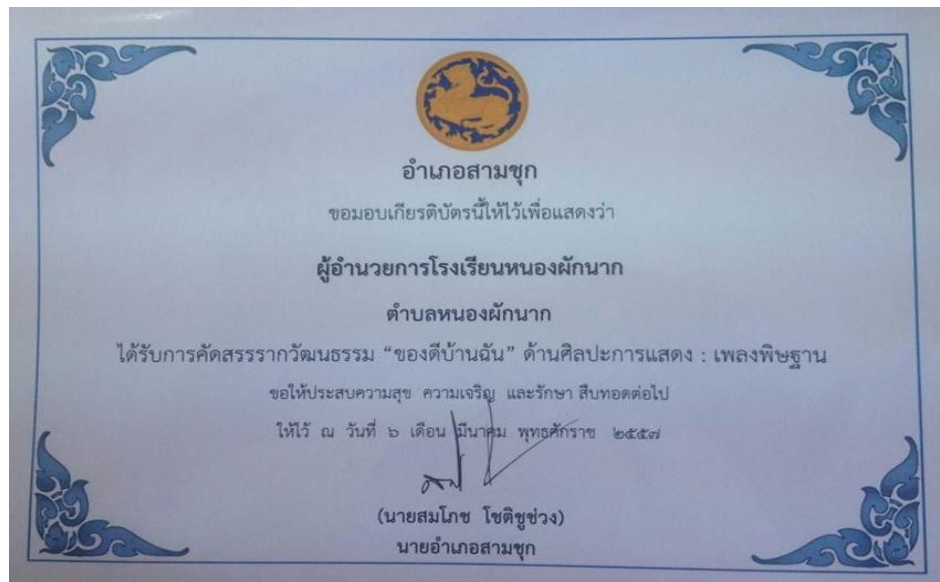 อำเภอสามชุก
ขอมอบเกียรติบัตรนี้ให้ไว้เพื่อแสดงว่า
ผู้อำนวยการโรงเรียนหนองผักนาก
ตำบลหนองผักนาก
ได้รับการคัดสรรรากวัฒนธรรม “ของดีบ้านฉัน” ด้านศิลปะการแสดง : เพลงพิษฐาน
ขอให้ประสบความสุข ความเจริญ และรักษา สืบทอดต่อไป
ให้ไว้ ณ วันที่ ๖ เดือน มีนาคม พุทธศักราช ๒๕๕๗
(นายสมโภช โชติชูช่วง)
นายอำเภอสามชุก